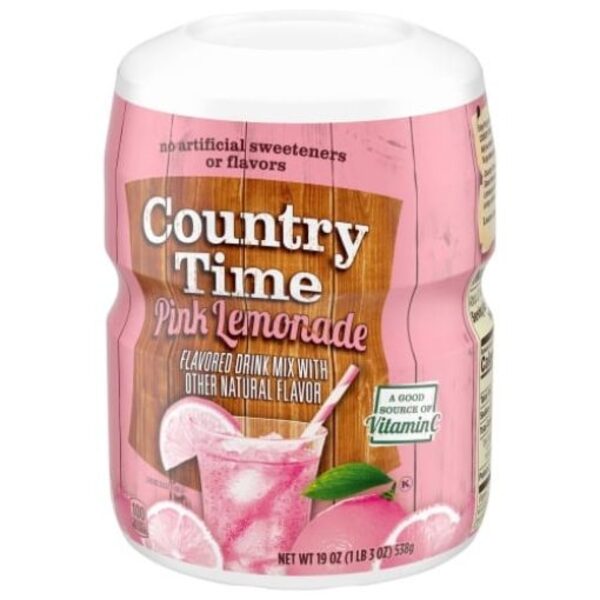 no artificial sweeteners
or flavors
Country
Time
Pink Lemonade
FLAVORED DRINK MIX WITH
OTHER NATURAL FLAVOR
A GOOD
SOURCE OF
Vitamin C
K
100
NET WT 19 OZ (1 LB 3 OZ) 538g